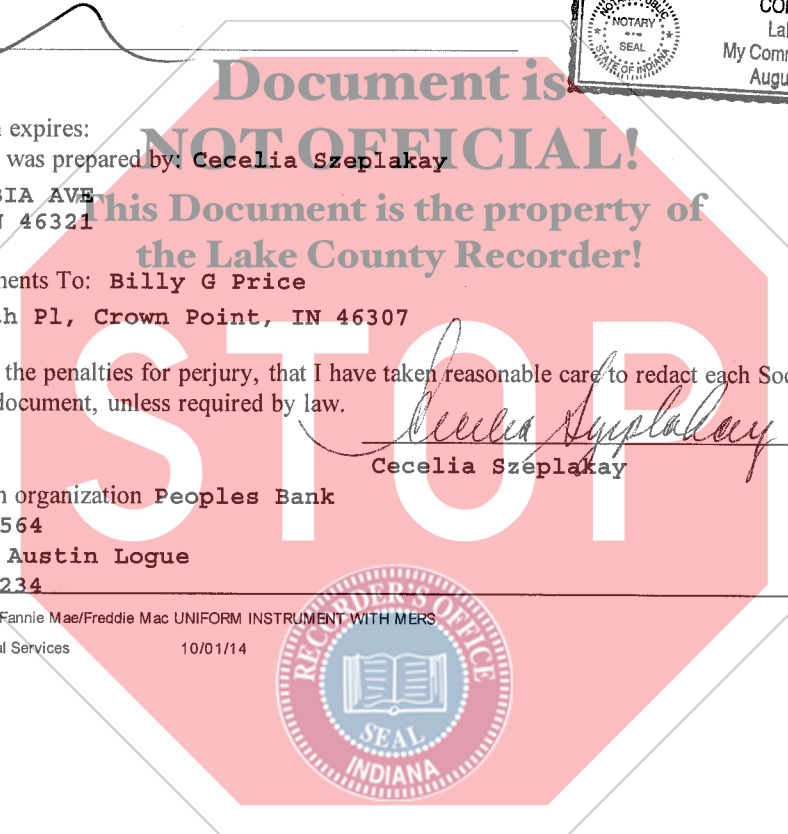 NOTARY PUBLIC
NOTARY
SEAL
STATE OF INDIANA
My Comm
Augu
Document is
NOT OFFICIAL!
This Document is the property of
the Lake County Recorder!
expires:
was prepared by: Cecelia Szeplakay
BIA AVE
46321
ments To: Billy G Price
h Pl, Crown Point, IN 46307
STOP
the penalties for perjury, that I have taken reasonable care to redact each Soc
document, unless required by law.
Cecelia Szeplakay
Cecelia Szeplakay
organization Peoples Bank
564
Austin Logue
234
Fannie Mae/Freddie Mac UNIFORM INSTRUMENT WITH MERS
al Services 10/01/14
RECORDER'S OFFICE
SEAL
INDIANA